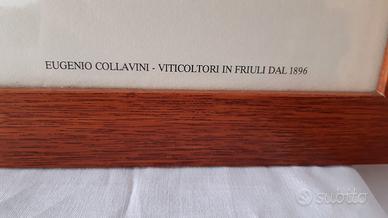 EUGENIO COLLAVINI - VITICOLTORI IN FRIULI DAL 1896
subito